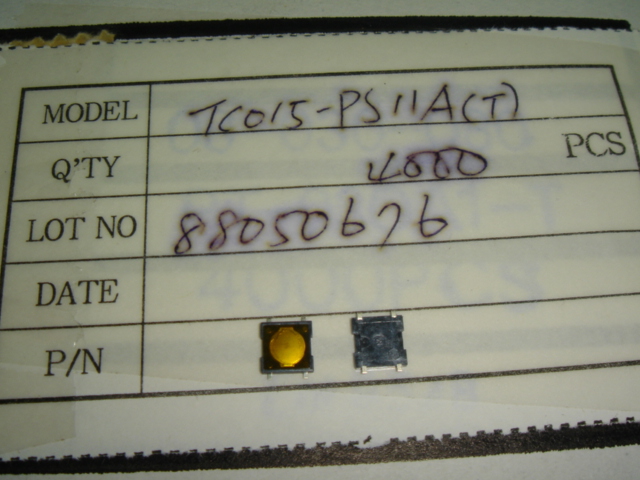 MODEL TC015-PS11A(T)
Q'TY 4000 PCS
LOT NO 88050676
DATE
P/N